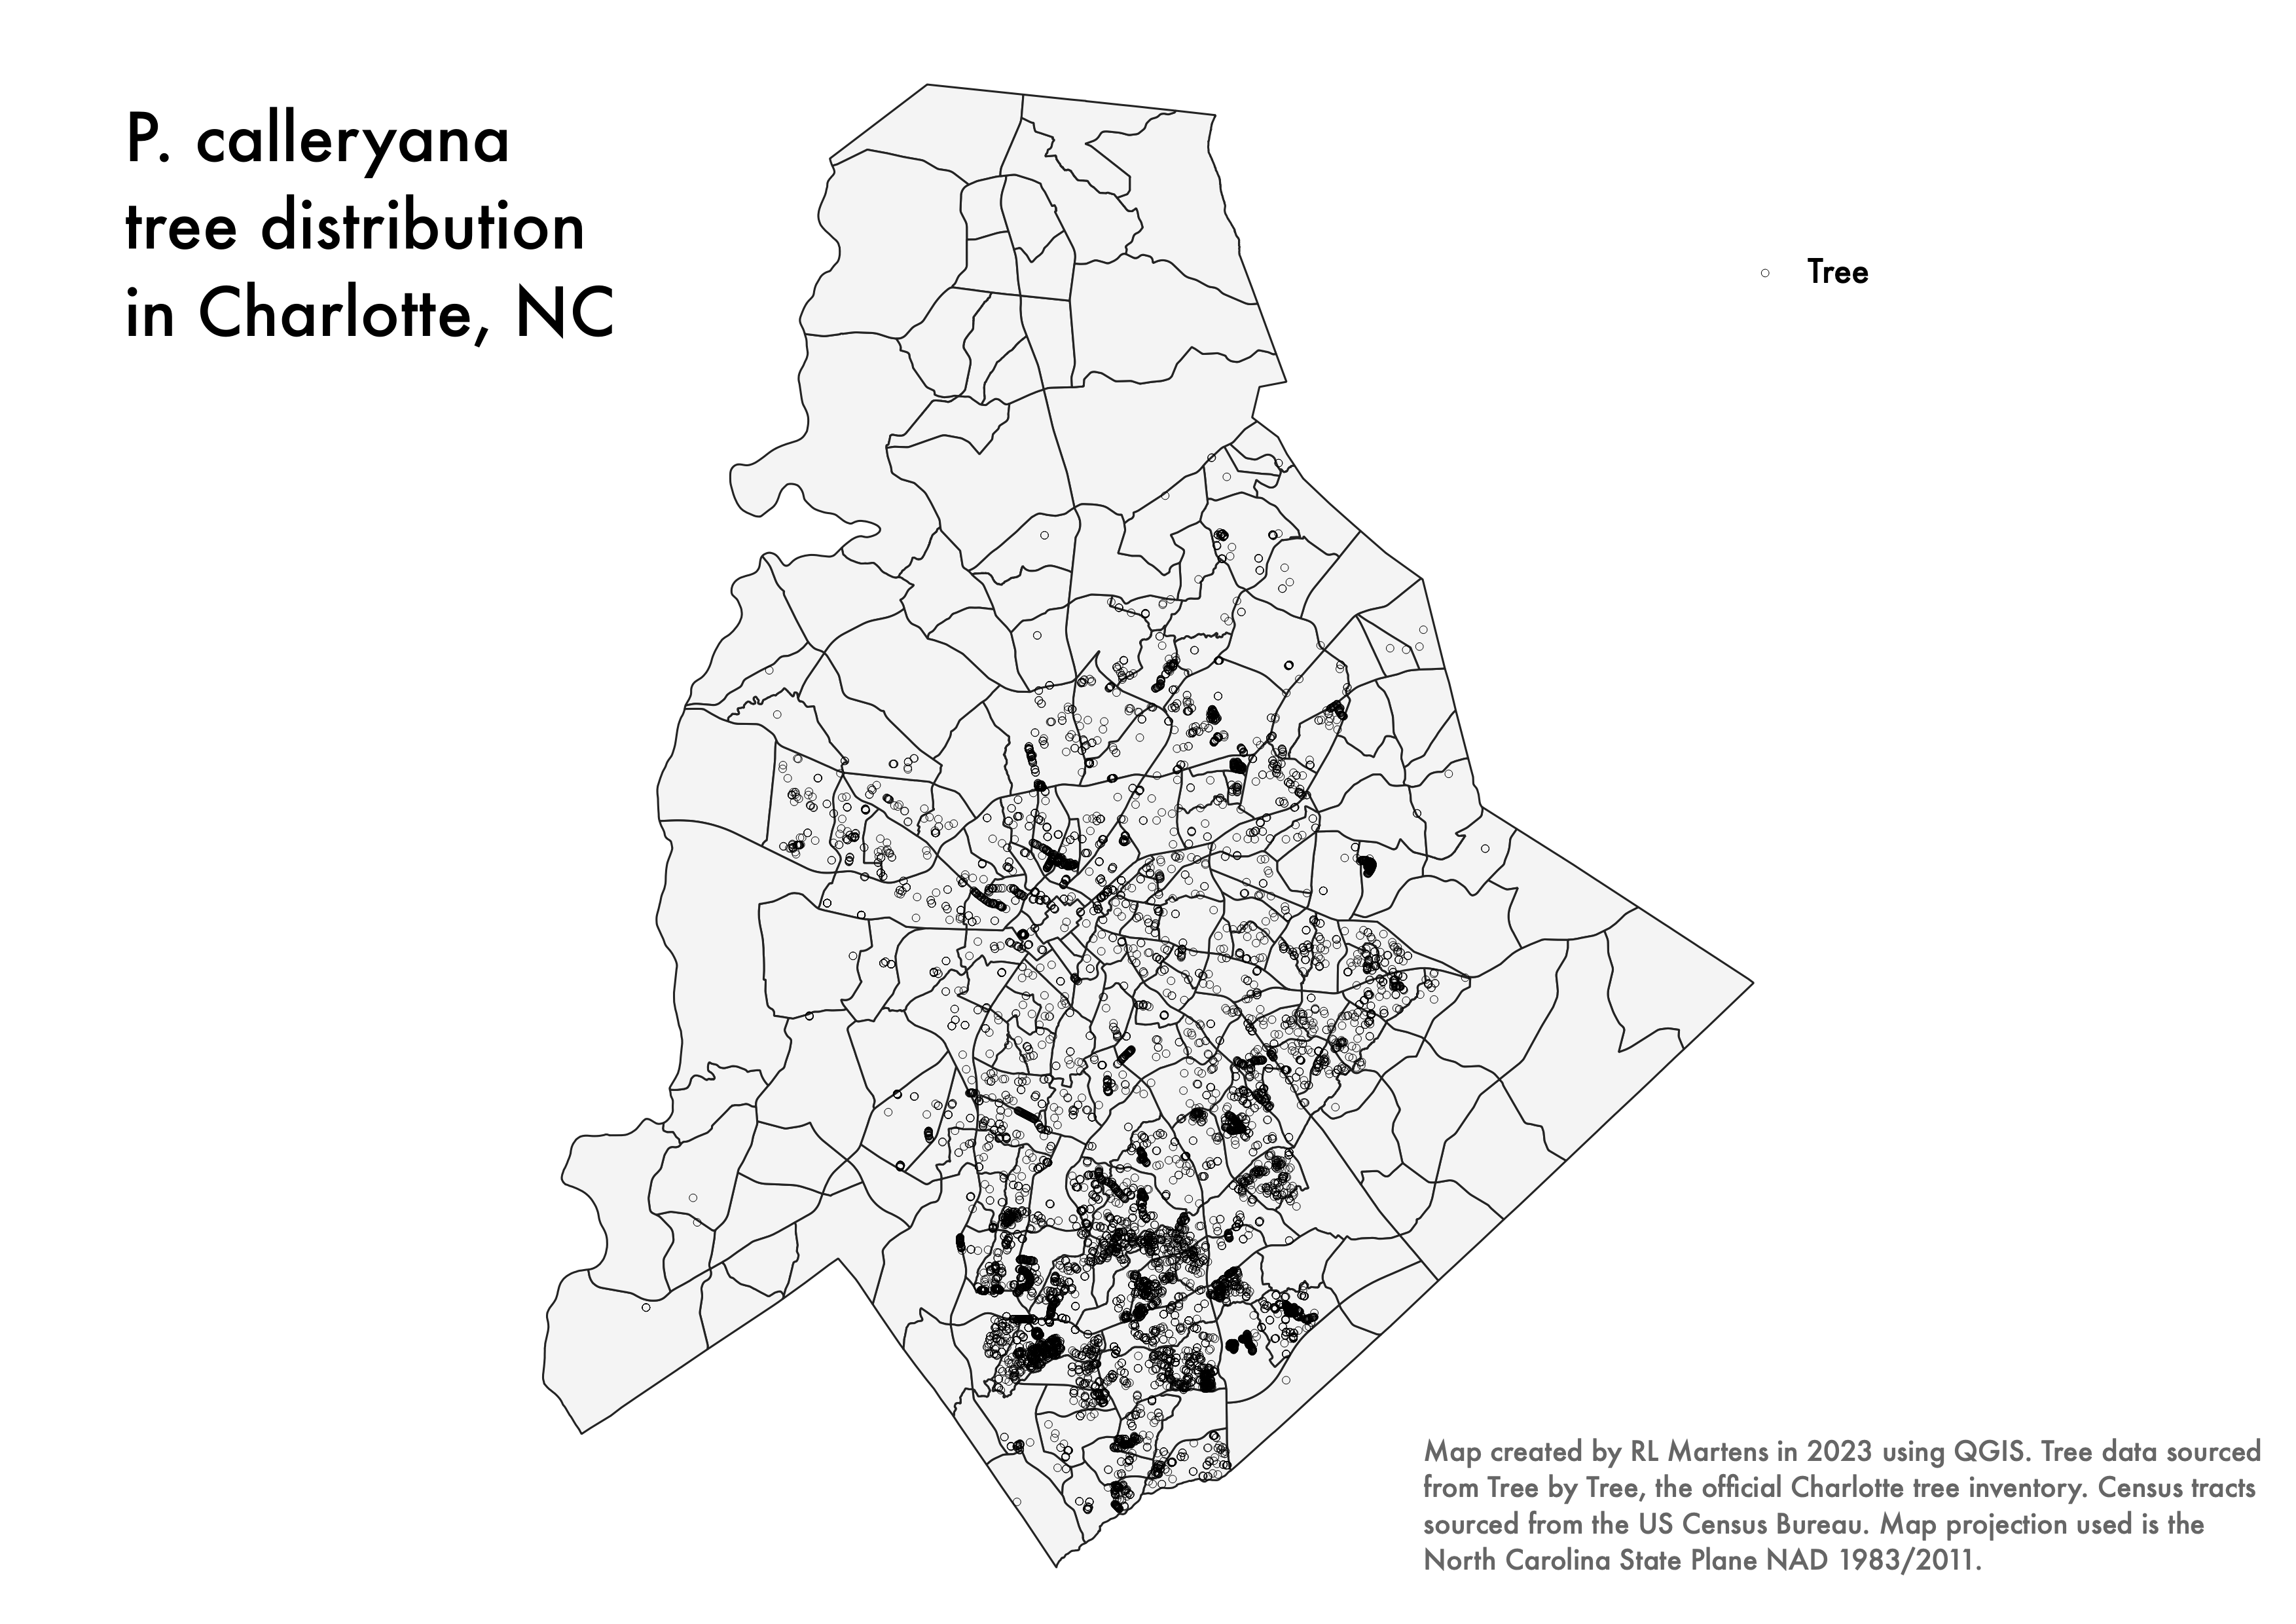 P. calleryana
tree distribution
in Charlotte, NC
Tree
Map created by RL Martens in 2023 using QGIS. Tree data sourced
from Tree by Tree, the official Charlotte tree inventory. Census tracts
sourced from the US Census Bureau. Map projection used is the
North Carolina State Plane NAD 1983/2011.